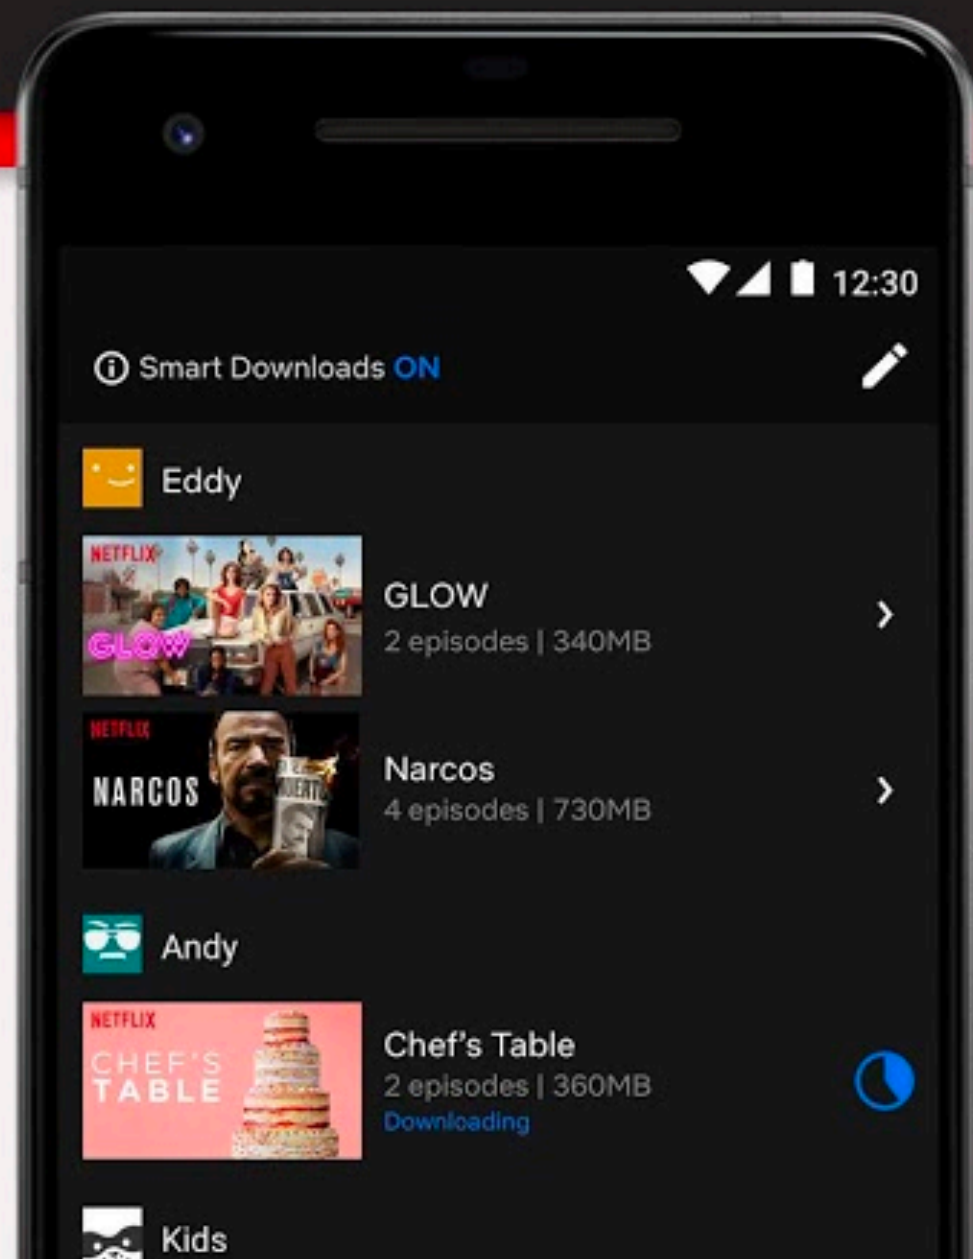 12:30
Smart Downloads ON
Eddy
NETFLIX
GLOW
GLOW
2 episodes | 340MB
NETFLIX
NARCOS
Narcos
4 episodes | 730MB
Andy
NETFLIX
CHEF'S
TABLE
Chef's Table
2 episodes | 360MB
Downloading
Kids